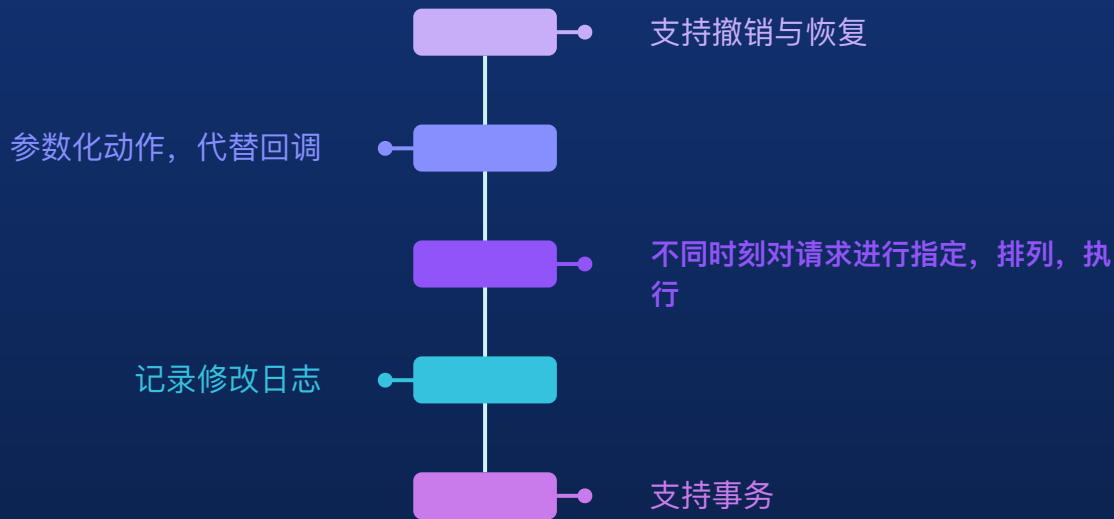 支持撤销与恢复
参数化动作，代替回调
不同时刻对请求进行指定，排列，执
行
记录修改日志
支持事务